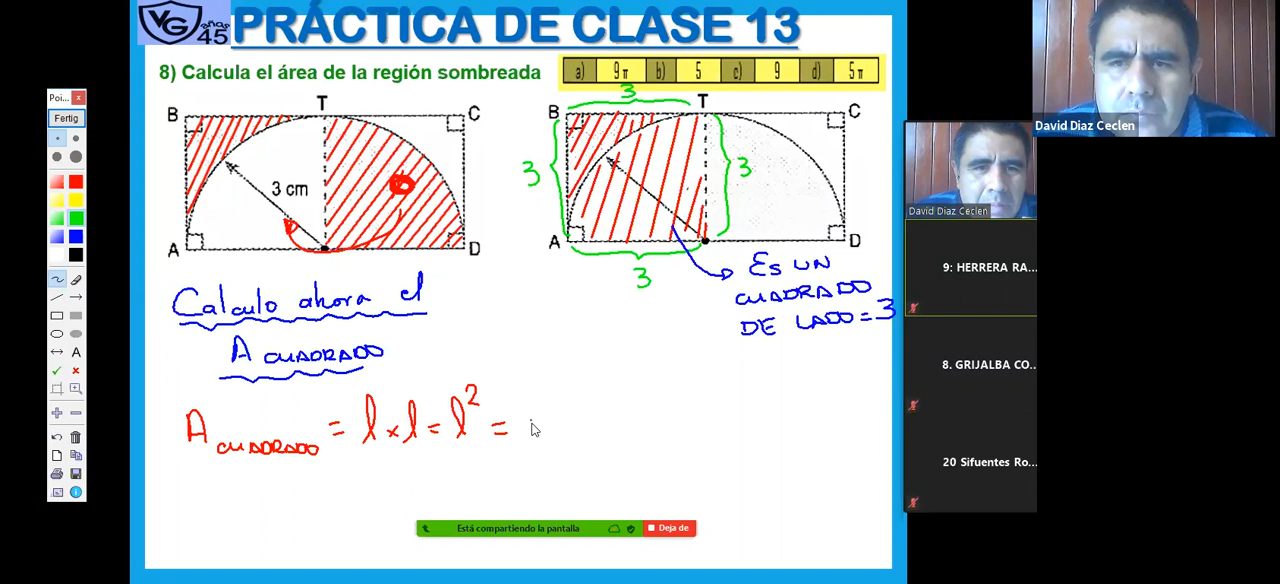 VG
años
45
PRÁCTICA DE CLASE 13
8) Calcula el área de la región sombreada
a) 9π b) 5 c) 9 d) 5π
B T C
3 cm
A D
3
B T C
3 3
A D
3
ES UN
CUADRADO
DE LADO = 3
Calculo ahora el
A CUADRADO
A CUADRADO = l x l = l² =
Poi...
Fertig
A
David Diaz Ceclen
David Diaz Ceclen
9: HERRERA RA...
8. GRIJALBA CO...
20 Sifuentes Ro...
Está compartiendo la pantalla
Deja de